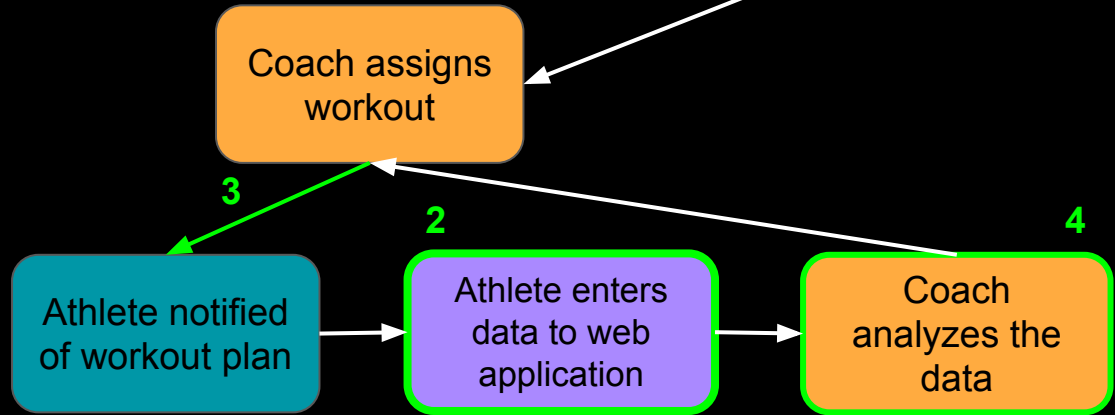 Coach assigns
workout
3
2
4
Athlete notified
of workout plan
Athlete enters
data to web
application
Coach
analyzes the
data